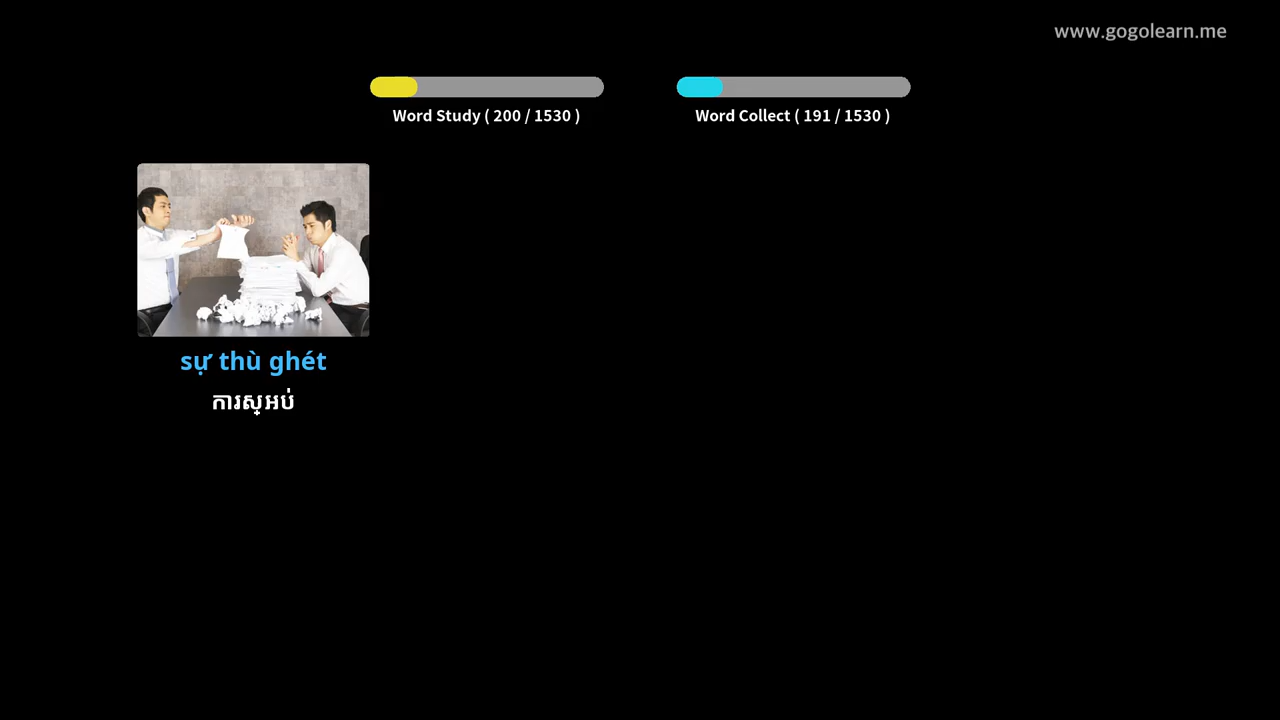 www.gogolearn.me
Word Study ( 200 / 1530 )
Word Collect ( 191 / 1530 )
sự thù ghét
ការស្អប់